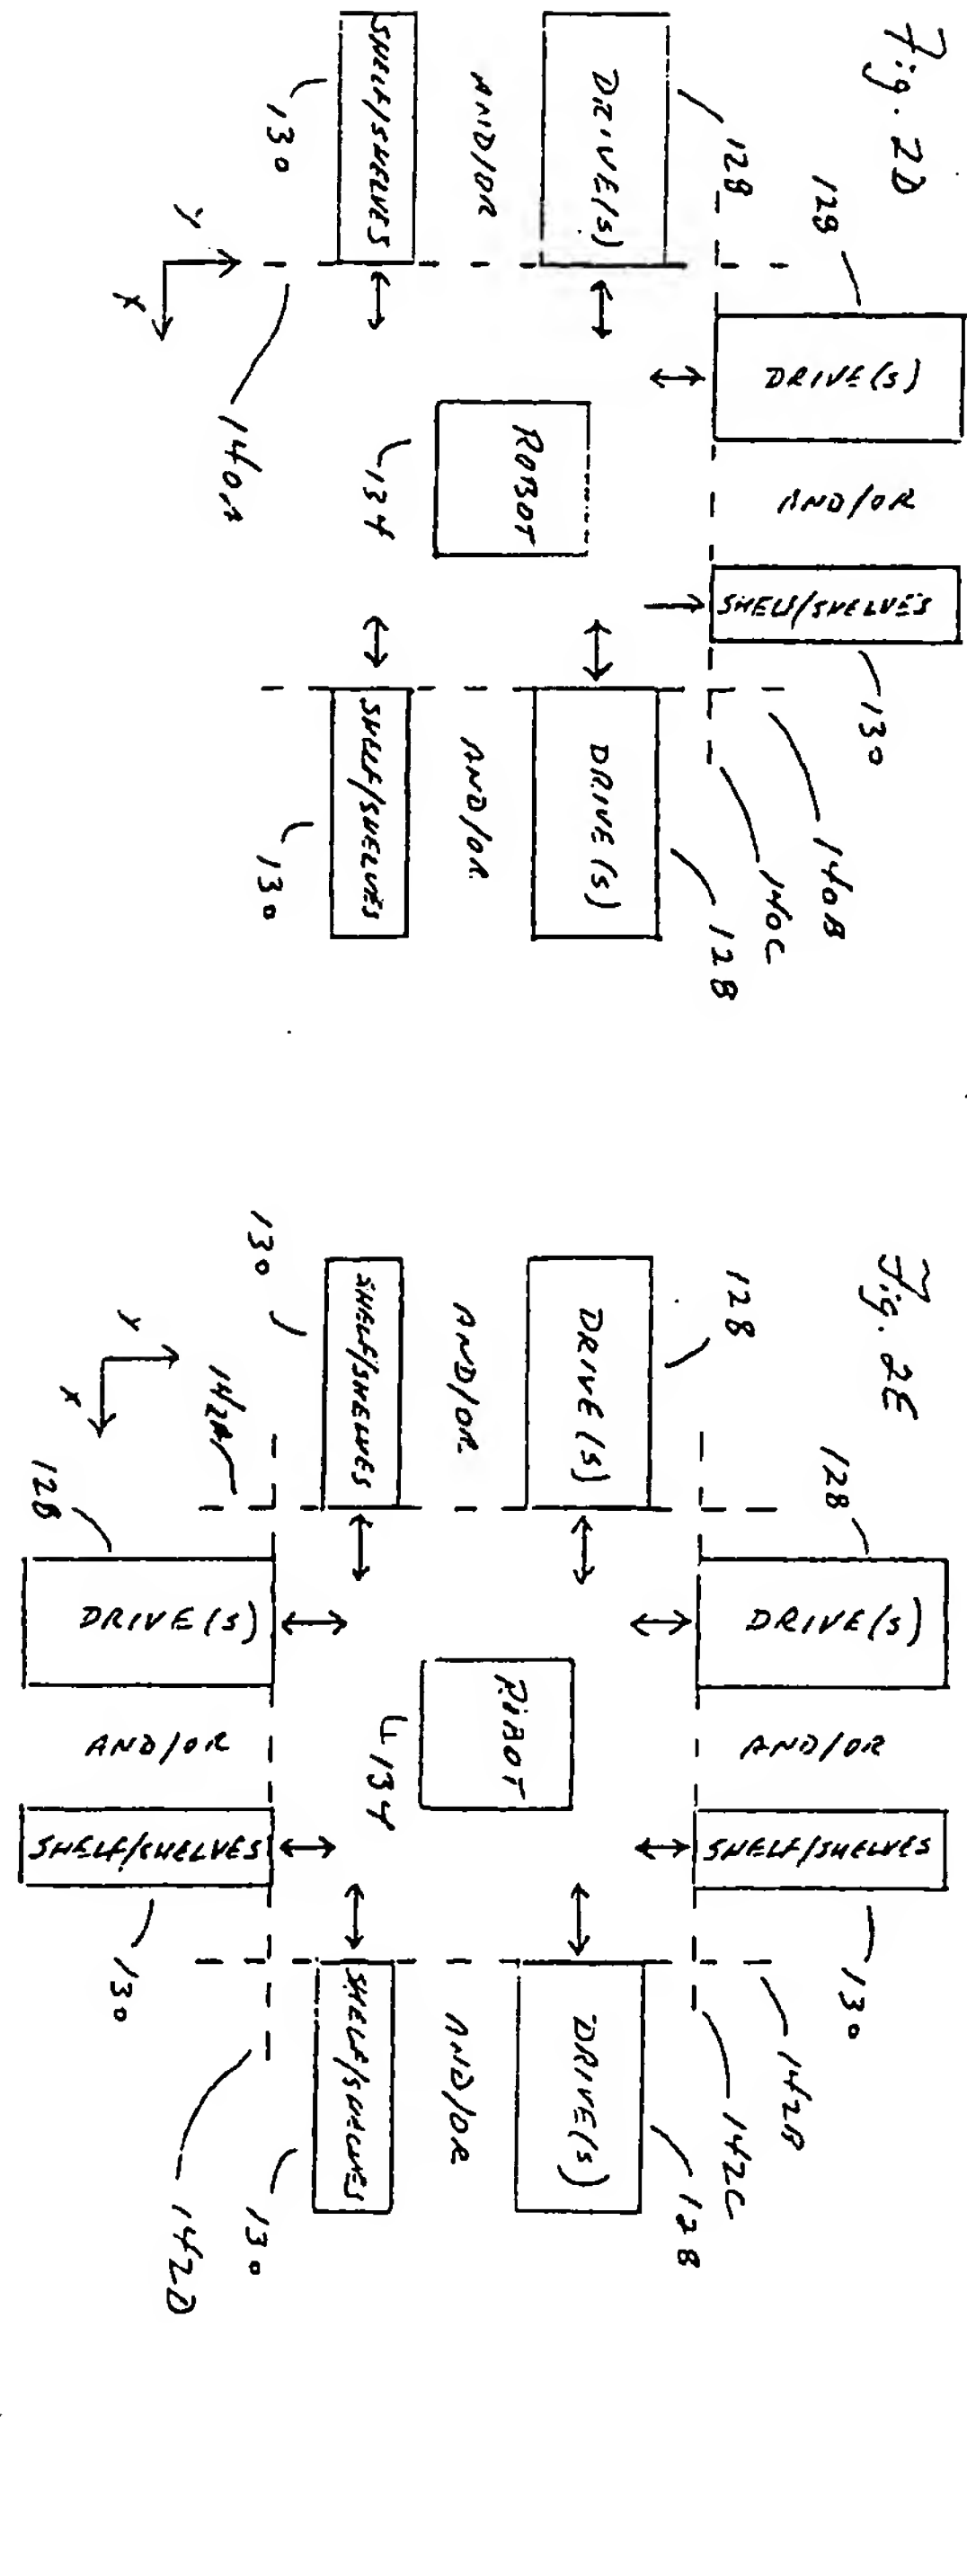 Fig. 2D
128
DRIVE(S)
AND/OR
SHELF/SHELVES
130
128
DRIVE(S)
AND/OR
SHELF/SHELVES
130
ROBOT
134
DRIVE(S)
128
AND/OR
SHELF/SHELVES
130
140A
140B
140C
Y
X
Fig. 2E
128
DRIVE(S)
AND/OR
SHELF/SHELVES
130
128
DRIVE(S)
AND/OR
SHELF/SHELVES
130
ROBOT
134
128
DRIVE(S)
AND/OR
SHELF/SHELVES
130
DRIVE(S)
128
AND/OR
SHELF/SHELVES
130
142A
142B
142C
142D
Y
X